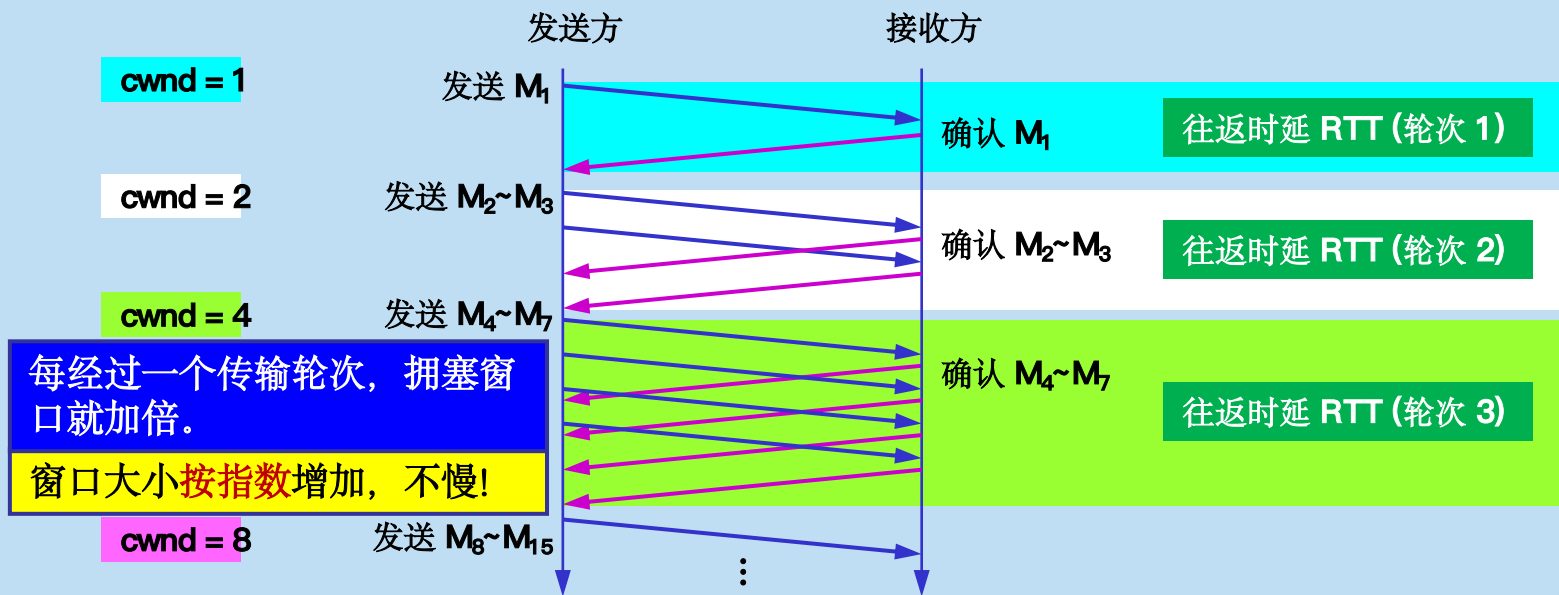 发送方 接收方
cwnd = 1
发送 M1
确认 M1
往返时延 RTT (轮次 1)
cwnd = 2
发送 M2~M3
确认 M2~M3
往返时延 RTT (轮次 2)
cwnd = 4
发送 M4~M7
确认 M4~M7
往返时延 RTT (轮次 3)
每经过一个传输轮次，拥塞窗
口就加倍。
窗口大小按指数增加，不慢!
cwnd = 8
发送 M8~M15
⋮